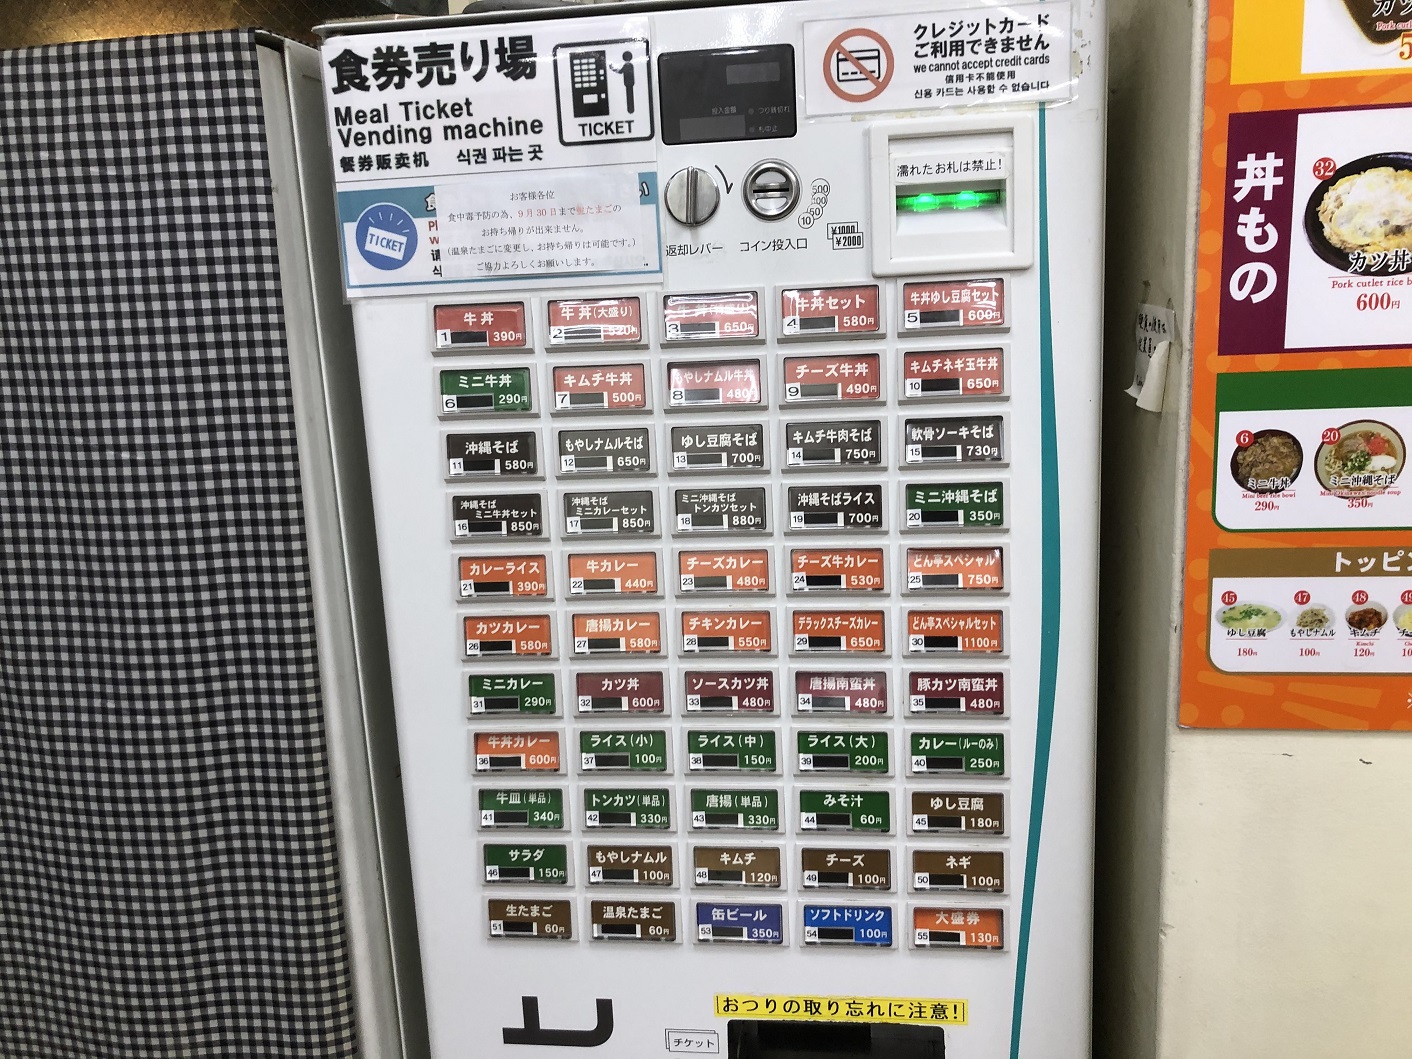 食券売り場
Meal Ticket
Vending machine
餐券贩卖机 식권 파는 곳
TICKET
TICKET
お客様各位
食中毒予防の為、9月30日まで生たまごの
お持ち帰りが出来ません。
(温泉たまごに変更し、お持ち帰りは可能です。)
ご協力よろしくお願いします。
投入金額 つり銭切れ
クレジットカード
ご利用できません
we cannot accept credit cards
信用卡不能使用
신용 카드는 사용할 수 없습니다
濡れたお札は禁止!
返却レバー
コイン投入口
500
100
50
10
¥1000
¥2000
牛丼
1 390円
牛丼(大盛り)
2 520円
3 650円
牛丼セット
4 580円
牛丼ゆし豆腐セット
5 600円
ミニ牛丼
6 290円
キムチ牛丼
7 500円
もやしナムル牛丼
8 480円
チーズ牛丼
9 490円
キムチネギ玉牛丼
10 650円
沖縄そば
11 580円
もやしナムルそば
12 650円
ゆし豆腐そば
13 700円
キムチ牛肉そば
14 750円
軟骨ソーキそば
15 730円
沖縄そば
ミニ牛丼セット
16 850円
沖縄そば
ミニカレーセット
17 850円
ミニ沖縄そば
トンカツセット
18 880円
沖縄そばライス
19 700円
ミニ沖縄そば
20 350円
カレーライス
21 390円
牛カレー
22 440円
チーズカレー
23 480円
チーズ牛カレー
24 530円
どん亭スペシャル
25 750円
カツカレー
26 580円
唐揚カレー
27 580円
チキンカレー
28 550円
デラックスチーズカレー
29 650円
どん亭スペシャルセット
30 1100円
ミニカレー
31 290円
カツ丼
32 600円
ソースカツ丼
33 480円
唐揚南蛮丼
34 480円
豚カツ南蛮丼
35 480円
牛丼カレー
36 600円
ライス(小)
37 100円
ライス(中)
38 150円
ライス(大)
39 200円
カレー(ルーのみ)
40 250円
牛皿(単品)
41 340円
トンカツ(単品)
42 330円
唐揚(単品)
43 330円
みそ汁
44 60円
ゆし豆腐
45 180円
サラダ
46 150円
もやしナムル
47 100円
キムチ
48 120円
チーズ
49 100円
ネギ
50 100円
生たまご
51 60円
温泉たまご
60円
缶ビール
53 350円
ソフトドリンク
54 100円
大盛券
55 130円
おつりの取り忘れに注意!
チケット
丼もの
32
カツ丼
Pork cutlet rice b
600円
6
ミニ牛丼
Mini beef rice bowl
290円
20
ミニ沖縄そば
350円
トッピン
45
ゆし豆腐
180円
47
もやしナムル
100円
48
キムチ
Kimchi
120円
49